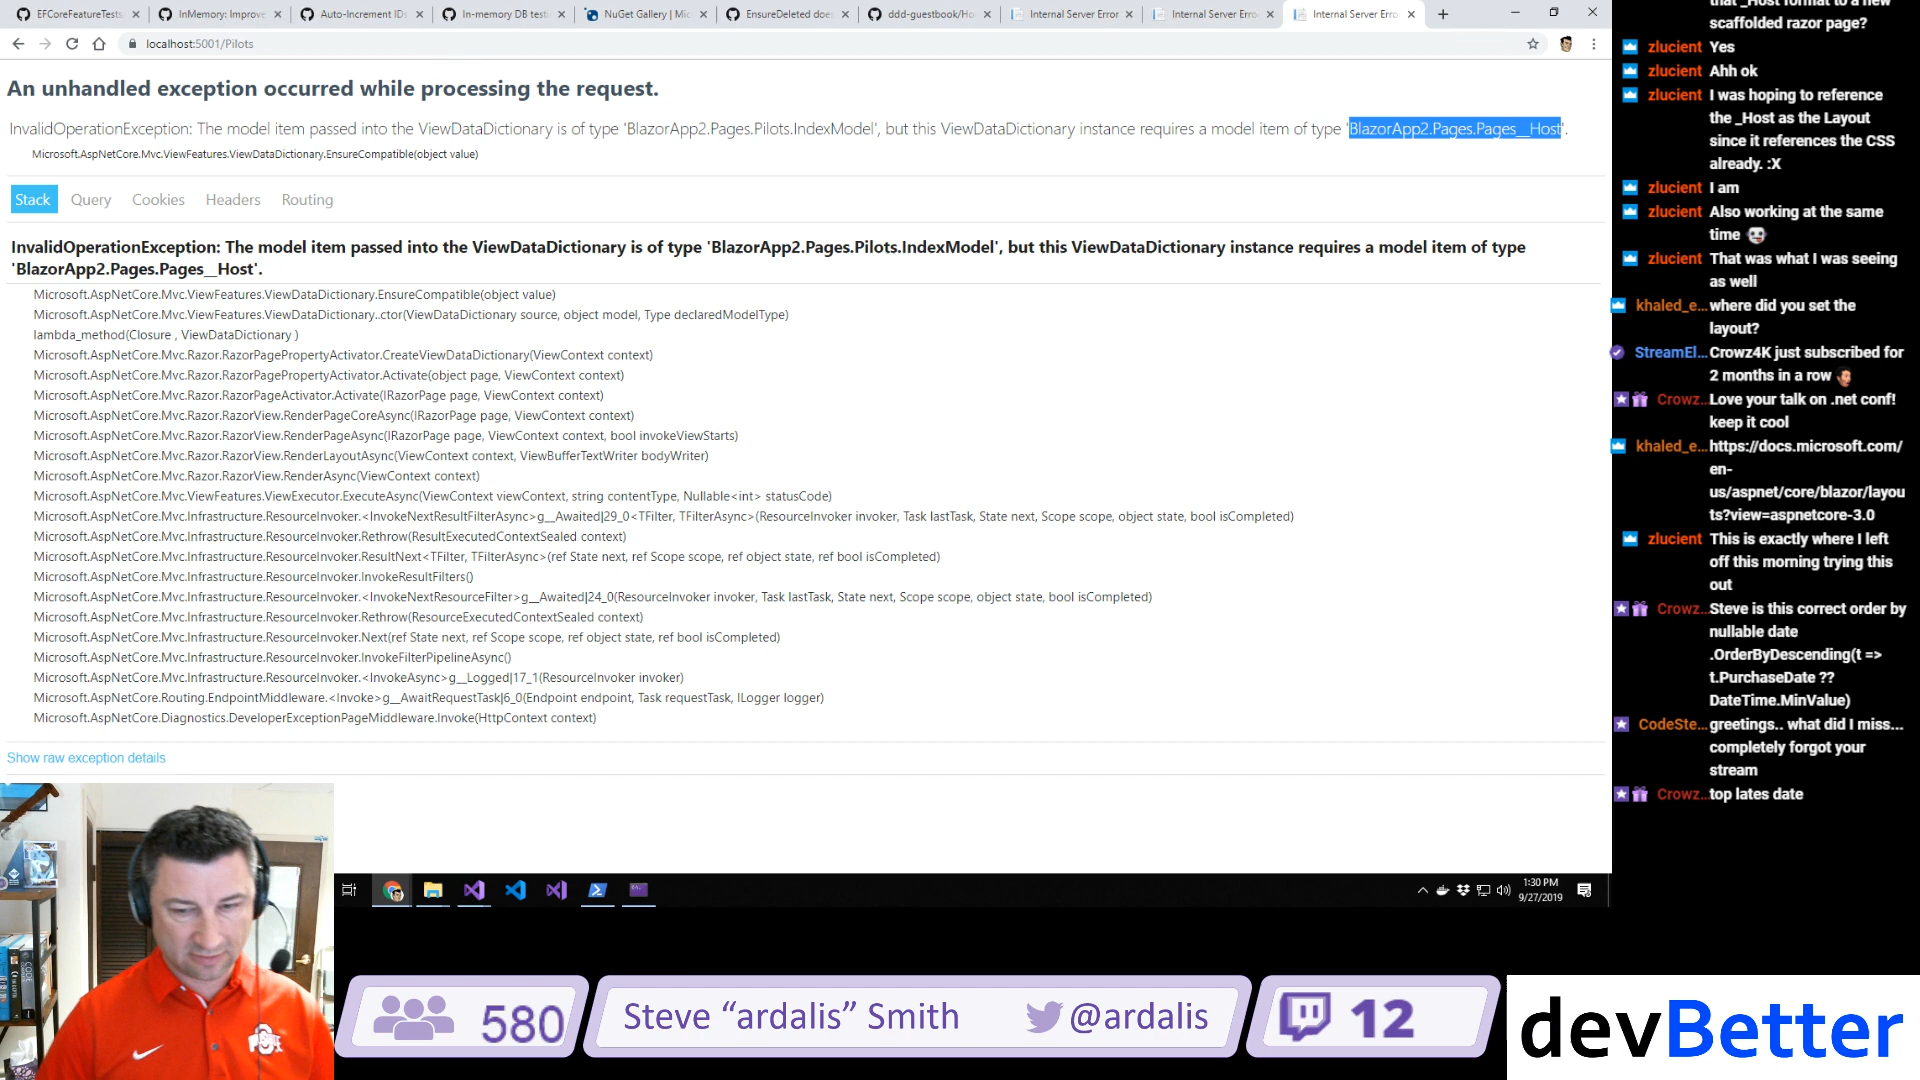 EFCoreFeatureTests
InMemory: Improve
Auto-Increment IDs
In-memory DB testi
NuGet Gallery | Mic
EnsureDeleted does
ddd-guestbook/Ho
Internal Server Error
Internal Server Erro
Internal Server Erro
localhost:5001/Pilots
An unhandled exception occurred while processing the request.
InvalidOperationException: The model item passed into the ViewDataDictionary is of type 'BlazorApp2.Pages.Pilots.IndexModel', but this ViewDataDictionary instance requires a model item of type 'BlazorApp2.Pages.Pages__Host'.
Microsoft.AspNetCore.Mvc.ViewFeatures.ViewDataDictionary.EnsureCompatible(object value)
Stack Query Cookies Headers Routing
InvalidOperationException: The model item passed into the ViewDataDictionary is of type 'BlazorApp2.Pages.Pilots.IndexModel', but this ViewDataDictionary instance requires a model item of type
'BlazorApp2.Pages.Pages__Host'.
Microsoft.AspNetCore.Mvc.ViewFeatures.ViewDataDictionary.EnsureCompatible(object value)
Microsoft.AspNetCore.Mvc.ViewFeatures.ViewDataDictionary..ctor(ViewDataDictionary source, object model, Type declaredModelType)
lambda_method(Closure , ViewDataDictionary )
Microsoft.AspNetCore.Mvc.Razor.RazorPagePropertyActivator.CreateViewDataDictionary(ViewContext context)
Microsoft.AspNetCore.Mvc.Razor.RazorPagePropertyActivator.Activate(object page, ViewContext context)
Microsoft.AspNetCore.Mvc.Razor.RazorPageActivator.Activate(IRazorPage page, ViewContext context)
Microsoft.AspNetCore.Mvc.Razor.RazorView.RenderPageCoreAsync(IRazorPage page, ViewContext context)
Microsoft.AspNetCore.Mvc.Razor.RazorView.RenderPageAsync(IRazorPage page, ViewContext context, bool invokeViewStarts)
Microsoft.AspNetCore.Mvc.Razor.RazorView.RenderLayoutAsync(ViewContext context, ViewBufferTextWriter bodyWriter)
Microsoft.AspNetCore.Mvc.Razor.RazorView.RenderAsync(ViewContext context)
Microsoft.AspNetCore.Mvc.ViewFeatures.ViewExecutor.ExecuteAsync(ViewContext viewContext, string contentType, Nullable<int> statusCode)
Microsoft.AspNetCore.Mvc.Infrastructure.ResourceInvoker.<InvokeNextResultFilterAsync>g__Awaited|29_0<TFilter, TFilterAsync>(ResourceInvoker invoker, Task lastTask, State next, Scope scope, object state, bool isCompleted)
Microsoft.AspNetCore.Mvc.Infrastructure.ResourceInvoker.Rethrow(ResultExecutedContextSealed context)
Microsoft.AspNetCore.Mvc.Infrastructure.ResourceInvoker.ResultNext<TFilter, TFilterAsync>(ref State next, ref Scope scope, ref object state, ref bool isCompleted)
Microsoft.AspNetCore.Mvc.Infrastructure.ResourceInvoker.InvokeResultFilters()
Microsoft.AspNetCore.Mvc.Infrastructure.ResourceInvoker.<InvokeNextResourceFilter>g__Awaited|24_0(ResourceInvoker invoker, Task lastTask, State next, Scope scope, object state, bool isCompleted)
Microsoft.AspNetCore.Mvc.Infrastructure.ResourceInvoker.Rethrow(ResourceExecutedContextSealed context)
Microsoft.AspNetCore.Mvc.Infrastructure.ResourceInvoker.Next(ref State next, ref Scope scope, ref object state, ref bool isCompleted)
Microsoft.AspNetCore.Mvc.Infrastructure.ResourceInvoker.InvokeFilterPipelineAsync()
Microsoft.AspNetCore.Mvc.Infrastructure.ResourceInvoker.<InvokeAsync>g__Logged|17_1(ResourceInvoker invoker)
Microsoft.AspNetCore.Routing.EndpointMiddleware.<Invoke>g__AwaitRequestTask|6_0(Endpoint endpoint, Task requestTask, ILogger logger)
Microsoft.AspNetCore.Diagnostics.DeveloperExceptionPageMiddleware.Invoke(HttpContext context)
Show raw exception details
1:30 PM
9/27/2019
that _Host format to a new
scaffolded razor page?
zlucient Yes
zlucient Ahh ok
zlucient I was hoping to reference
the _Host as the Layout
since it references the CSS
already. :X
zlucient I am
zlucient Also working at the same
time
zlucient That was what I was seeing
as well
khaled_e... where did you set the
layout?
StreamEl... Crowz4K just subscribed for
2 months in a row
Crowz... Love your talk on .net conf!
keep it cool
khaled_e... https://docs.microsoft.com/
en-
us/aspnet/core/blazor/layou
ts?view=aspnetcore-3.0
zlucient This is exactly where I left
off this morning trying this
out
Crowz... Steve is this correct order by
nullable date
.OrderByDescending(t =>
t.PurchaseDate ??
DateTime.MinValue)
CodeSte... greetings.. what did I miss...
completely forgot your
stream
Crowz... top lates date
580
Steve “ardalis” Smith
@ardalis
12
devBetter